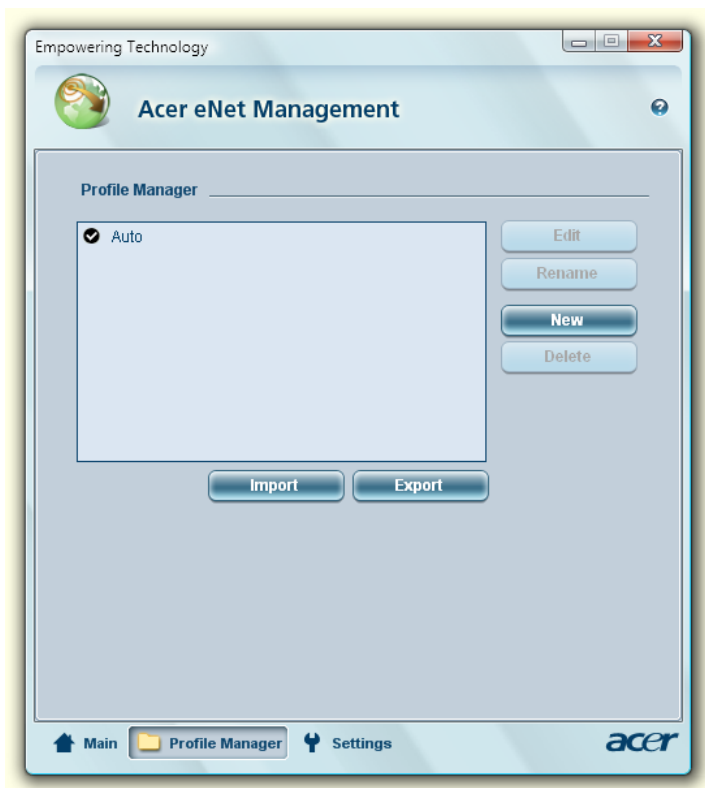 Empowering Technology
Acer eNet Management
Profile Manager
Auto
Edit
Rename
New
Delete
Import Export
Main Profile Manager Settings acer